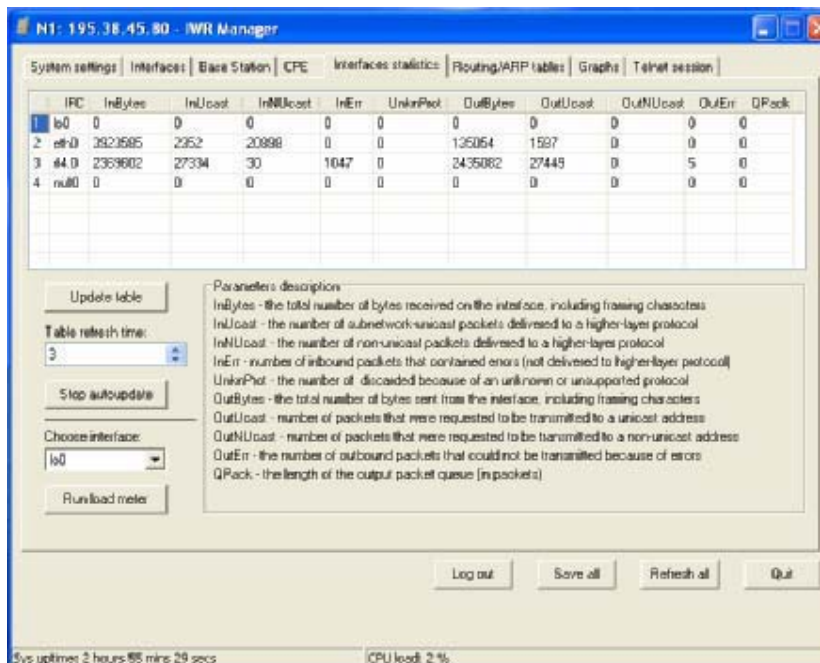 N1: 195.38.45.80 - IWR Manager
System settings Interfaces Base Station CPE Interfaces statistics Routing/ARP tables Graphs Telnet session
IFC InBytes InUcast InNUcast InErr UnknProt OutBytes OutUcast OutNUcast OutErr QPack
1 lo0 0 0 0 0 0 0 0 0 0 0
2 eth0 3923585 2352 20898 0 0 135054 1597 0 0 0
3 rf4.0 2369602 27334 30 1047 0 2435082 27449 0 5 0
4 null0 0 0 0 0 0 0 0 0 0 0
Update table
Table refresh time:
3
Stop autoupdate
Choose interface:
lo0
Run load meter
Parameters description
InBytes - the total number of bytes received on the interface, including framing characters
InUcast - the number of subnetwork-unicast packets delivered to a higher-layer protocol
InNUcast - the number of non-unicast packets delivered to a higher-layer protocol
InErr - number of inbound packets that contained errors (not delivered to higher-layer protocol)
UnknProt - the number of discarded because of an unknown or unsupported protocol
OutBytes - the total number of bytes sent from the interface, including framing characters
OutUcast - number of packets that were requested to be transmitted to a unicast address
OutNUcast - number of packets that were requested to be transmitted to a non-unicast address
OutErr - the number of outbound packets that could not be transmitted because of errors
QPack - the length of the output packet queue (in packets)
Log out Save all Refresh all Quit
Sys uptime: 2 hours 55 mins 29 secs CPU load: 2 %